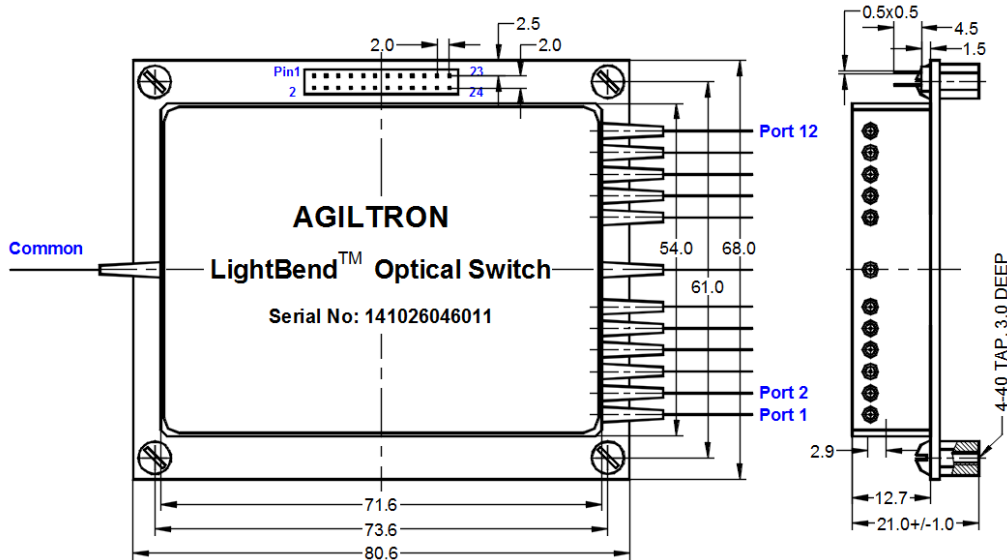 2.5
0.5x0.5
2.0
2.0
4.5
1.5
Pin1
23
2
24
Port 12
AGILTRON
Common
LightBend™ Optical Switch
54.0
68.0
61.0
Serial No: 141026046011
Port 2
Port 1
4-40 TAP, 3.0 DEEP
2.9
71.6
12.7
73.6
21.0+/-1.0
80.6